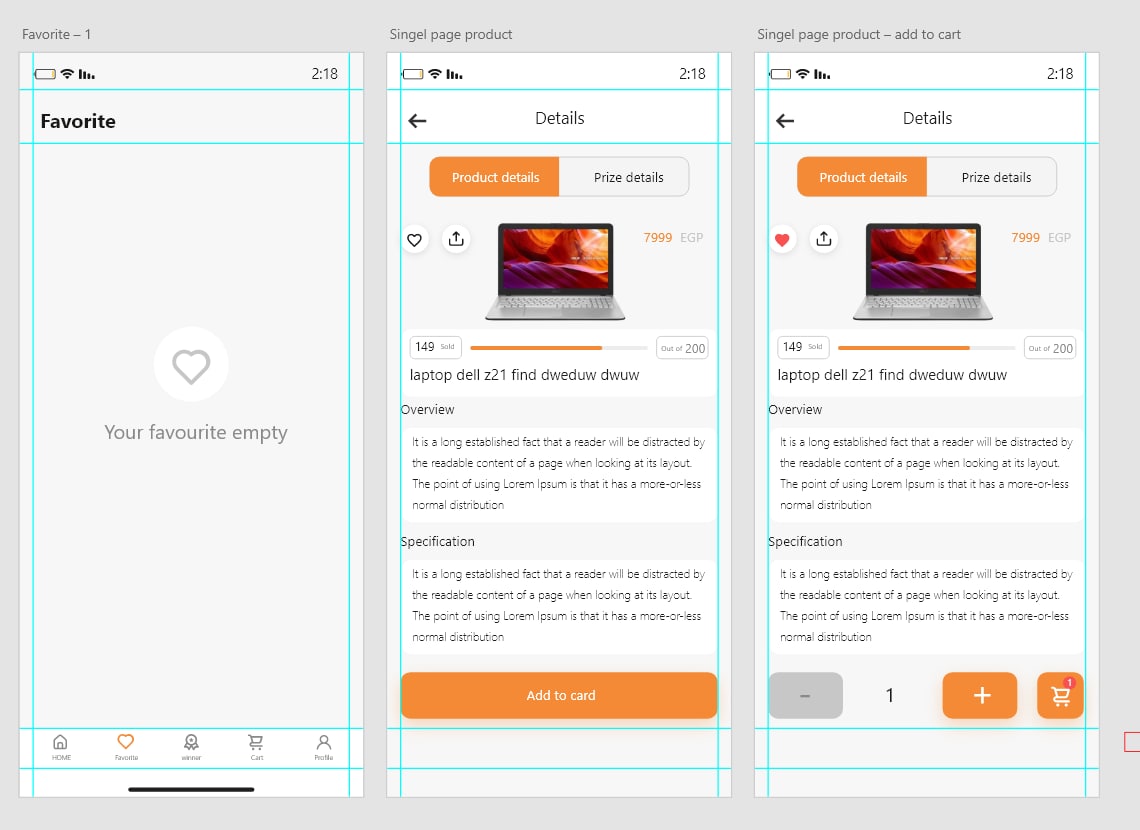 Favorite – 1
2:18
Favorite
Your favourite empty
HOME
Favorite
winner
Cart
Profile
Singel page product
2:18
Details
Product details
Prize details
7999 EGP
149 Sold
Out of 200
laptop dell z21 find dweduw dwuw
Overview
It is a long established fact that a reader will be distracted by
the readable content of a page when looking at its layout.
The point of using Lorem Ipsum is that it has a more-or-less
normal distribution
Specification
It is a long established fact that a reader will be distracted by
the readable content of a page when looking at its layout.
The point of using Lorem Ipsum is that it has a more-or-less
normal distribution
Add to card
Singel page product – add to cart
2:18
Details
Product details
Prize details
7999 EGP
149 Sold
Out of 200
laptop dell z21 find dweduw dwuw
Overview
It is a long established fact that a reader will be distracted by
the readable content of a page when looking at its layout.
The point of using Lorem Ipsum is that it has a more-or-less
normal distribution
Specification
It is a long established fact that a reader will be distracted by
the readable content of a page when looking at its layout.
The point of using Lorem Ipsum is that it has a more-or-less
normal distribution
- 1 +
1